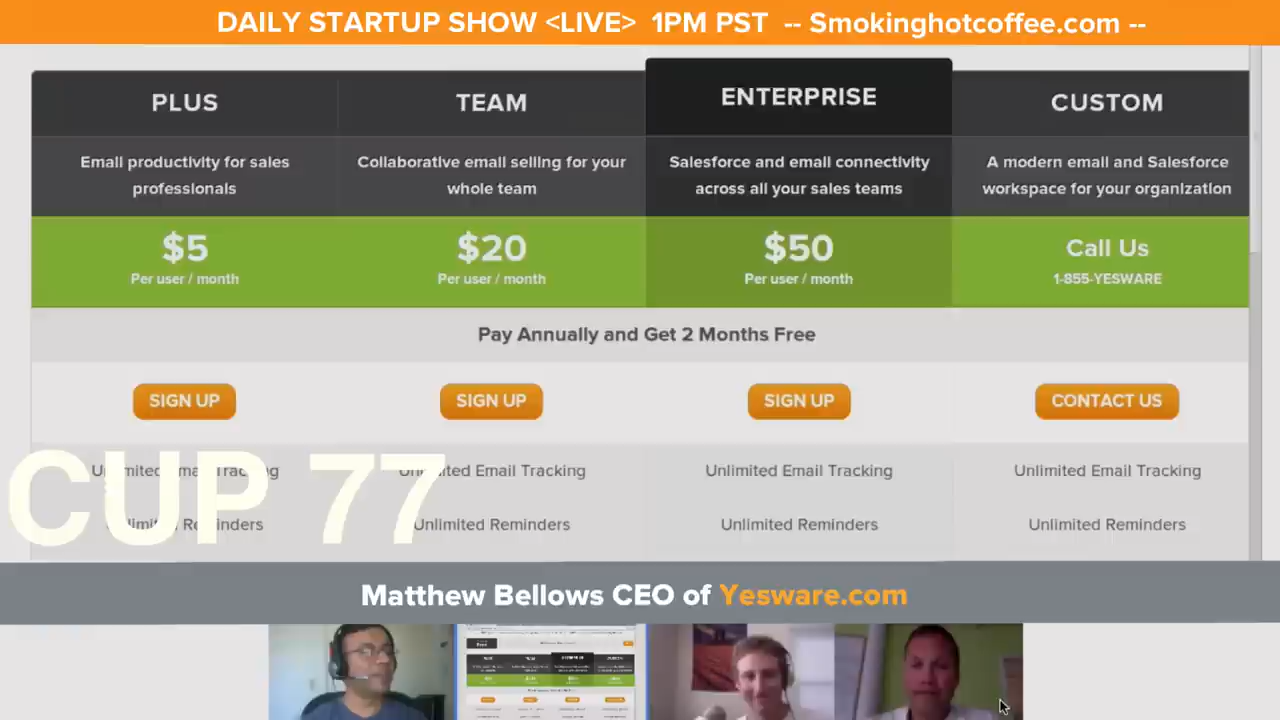 DAILY STARTUP SHOW <LIVE> 1PM PST -- Smokinghotcoffee.com --
PLUS
TEAM
ENTERPRISE
CUSTOM
Email productivity for sales
professionals
Collaborative email selling for your
whole team
Salesforce and email connectivity
across all your sales teams
A modern email and Salesforce
workspace for your organization
$5
Per user / month
$20
Per user / month
$50
Per user / month
Call Us
1-855-YESWARE
Pay Annually and Get 2 Months Free
SIGN UP
SIGN UP
SIGN UP
CONTACT US
Unlimited Email Tracking
Unlimited Email Tracking
Unlimited Email Tracking
Unlimited Email Tracking
CUP 77
Unlimited Reminders
Unlimited Reminders
Unlimited Reminders
Unlimited Reminders
Matthew Bellows CEO of Yesware.com